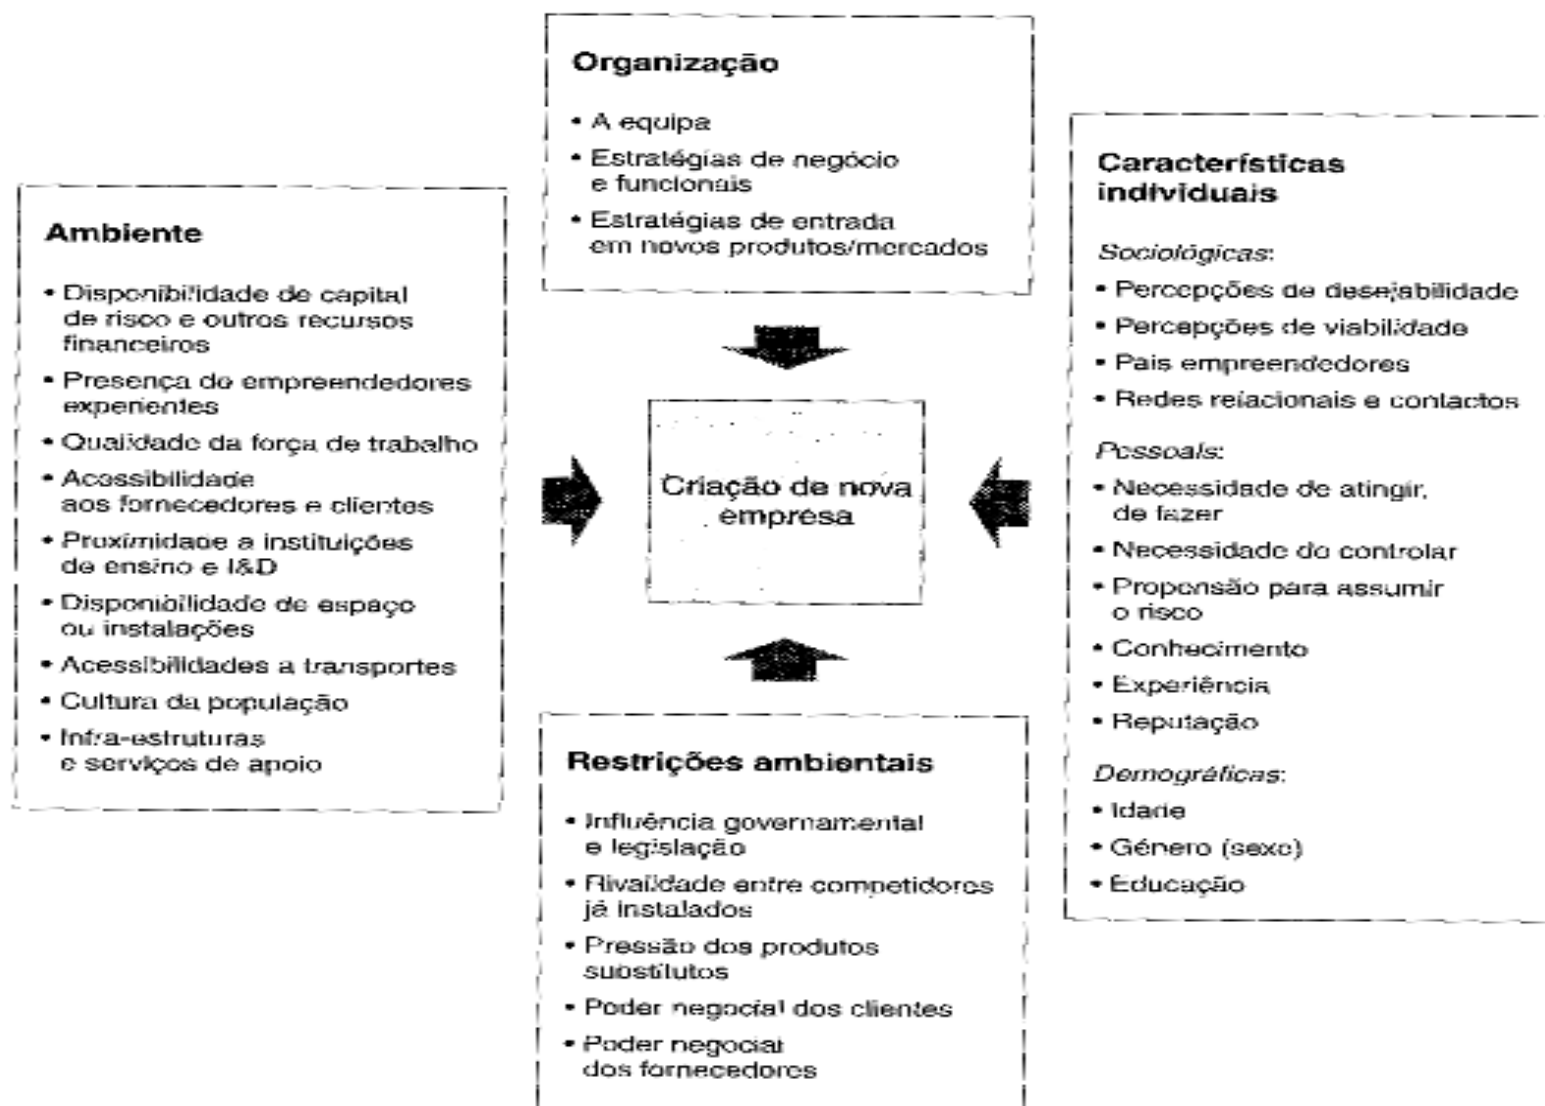 Organização
• A equipa
• Estratégias de negócio
e funcionais
• Estratégias de entrada
em novos produtos/mercados
Ambiente
• Disponibilidade de capital
de risco e outros recursos
financeiros
• Presença de empreendedores
experientes
• Qualidade da força de trabalho
• Acessibilidade
aos fornecedores e clientes
• Proximidade a instituições
de ensino e I&D
• Disponibilidade de espaço
ou instalações
• Acessibilidades a transportes
• Cultura da população
• Infra-estruturas
e serviços de apoio
Criação de nova
empresa
Características
individuais
Sociológicas:
• Percepções de desejabilidade
• Percepções de viabilidade
• Pais empreendedores
• Redes relacionais e contactos
Pessoais:
• Necessidade de atingir,
de fazer
• Necessidade de controlar
• Propensão para assumir
o risco
• Conhecimento
• Experiência
• Reputação
Demográficas:
• Idade
• Género (sexo)
• Educação
Restrições ambientais
• Influência governamental
e legislação
• Rivalidade entre competidores
já instalados
• Pressão dos produtos
substitutos
• Poder negocial dos clientes
• Poder negocial
dos fornecedores